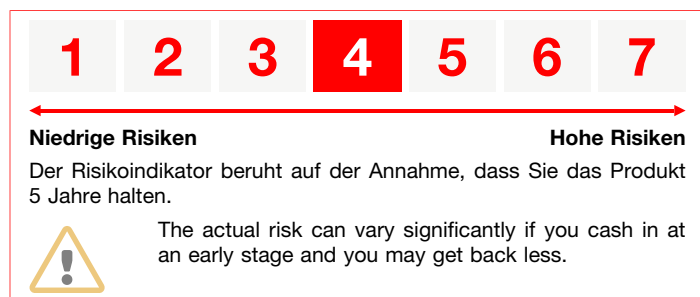 1 2 3 4 5 6 7
Niedrige Risiken Hohe Risiken
Der Risikoindikator beruht auf der Annahme, dass Sie das Produkt
5 Jahre halten.
The actual risk can vary significantly if you cash in at
an early stage and you may get back less.